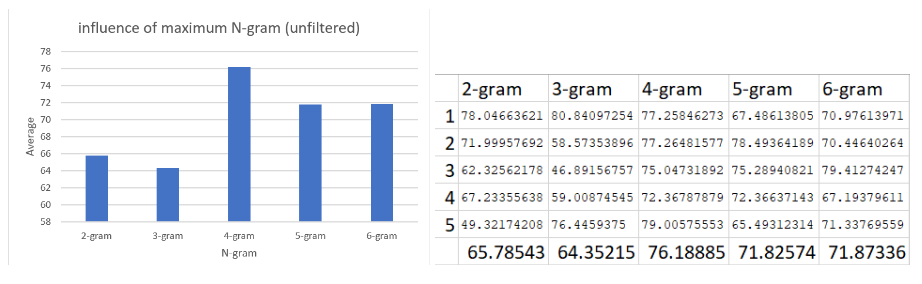 influence of maximum N-gram (unfiltered)
78
76
74
72
70
68
66
64
62
60
58
Average
2-gram 3-gram 4-gram 5-gram 6-gram
N-gram
2-gram 3-gram 4-gram 5-gram 6-gram
1 78.04663621 80.84097254 77.25846273 67.48613805 70.97613971
2 71.99957692 58.57353896 77.26481577 78.49364189 70.44640264
3 62.32562178 46.89156757 75.04731892 75.28940821 79.41274247
4 67.23355638 59.00874545 72.36787879 72.36637143 67.19379611
5 49.32174208 76.4459375 79.00575553 65.49312314 71.33769559
65.78543 64.35215 76.18885 71.82574 71.87336